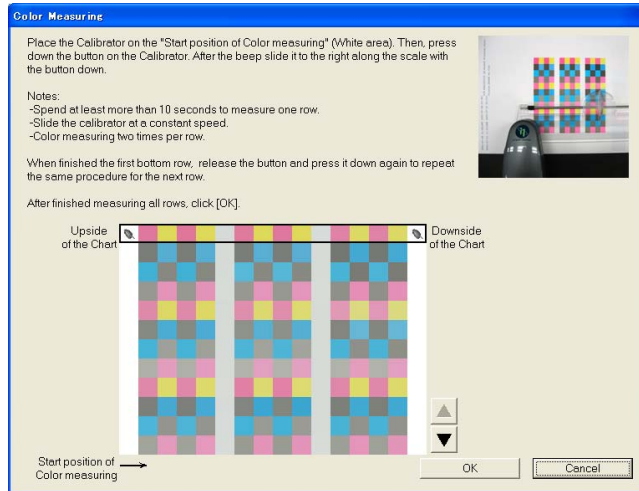 Color Measuring
Place the Calibrator on the "Start position of Color measuring" (White area). Then, press
down the button on the Calibrator. After the beep slide it to the right along the scale with
the button down.
Notes:
-Spend at least more than 10 seconds to measure one row.
-Slide the calibrator at a constant speed.
-Color measuring two times per row.
When finished the first bottom row, release the button and press it down again to repeat
the same procedure for the next row.
After finished measuring all rows, click [OK].
Upside
of the Chart
Downside
of the Chart
Start position of
Color measuring
OK
Cancel